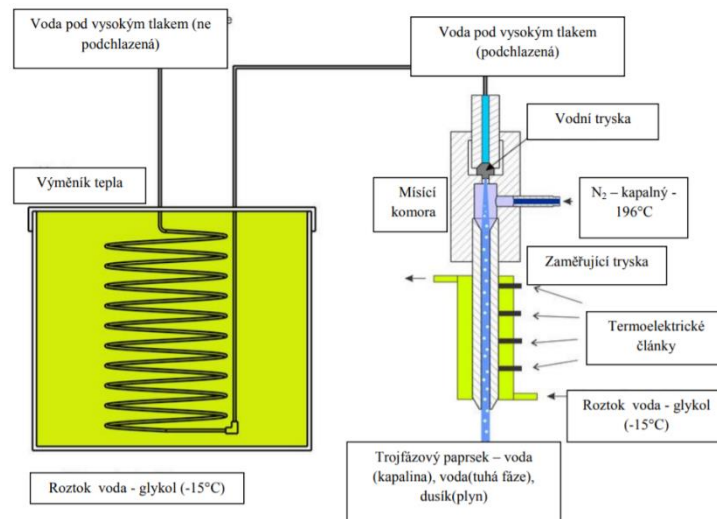 Voda pod vysokým tlakem (ne
podchlazená)
Voda pod vysokým tlakem
(podchlazená)
Vodní tryska
Výměník tepla
Mísící
komora
N₂ – kapalný -
196°C
Zaměřující tryska
Termoelektrické
články
Roztok voda - glykol
(-15°C)
Roztok voda - glykol (-15°C)
Trojfázový paprsek – voda
(kapalina), voda(tuhá fáze),
dusík(plyn)